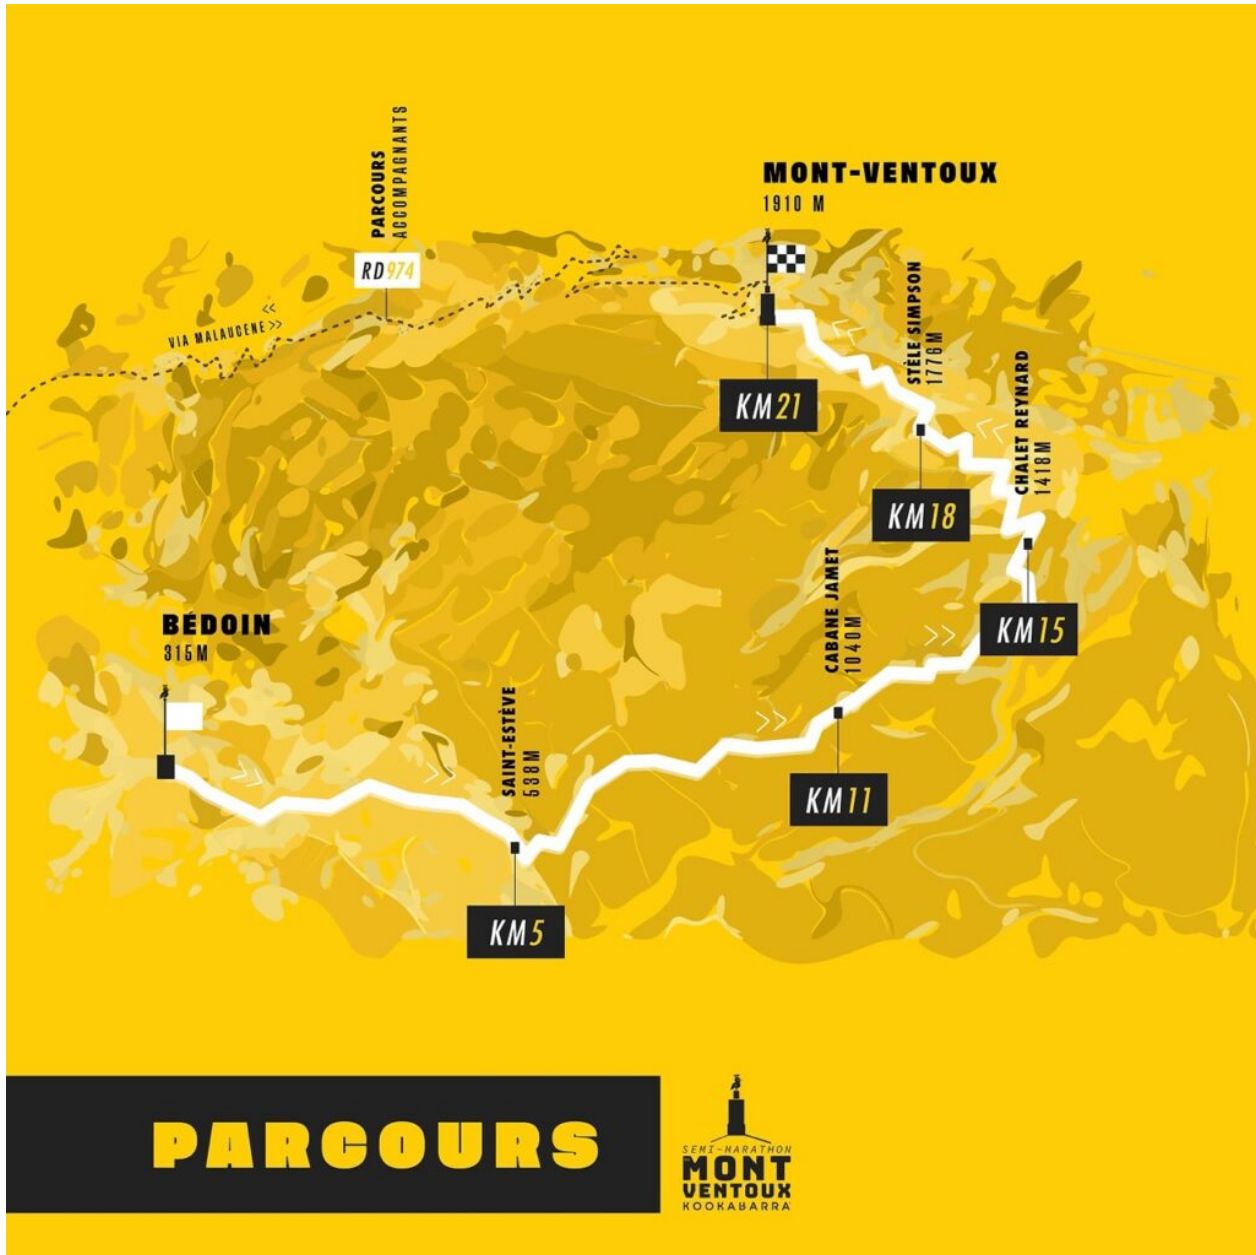 PARCOURS
ACCOMPAGNANTS
RD974
VIA MALAUCÈNE
MONT-VENTOUX
1910 M
KM21
STÈLE SIMPSON
1776M
KM18
CHALET REYNARD
1418M
KM15
CABANE JAMET
1040M
KM11
BÉDOIN
315M
SAINT-ESTÈVE
538M
KM5
PARCOURS
SEMI-MARATHON
MONT
VENTOUX
KOOKABARRA